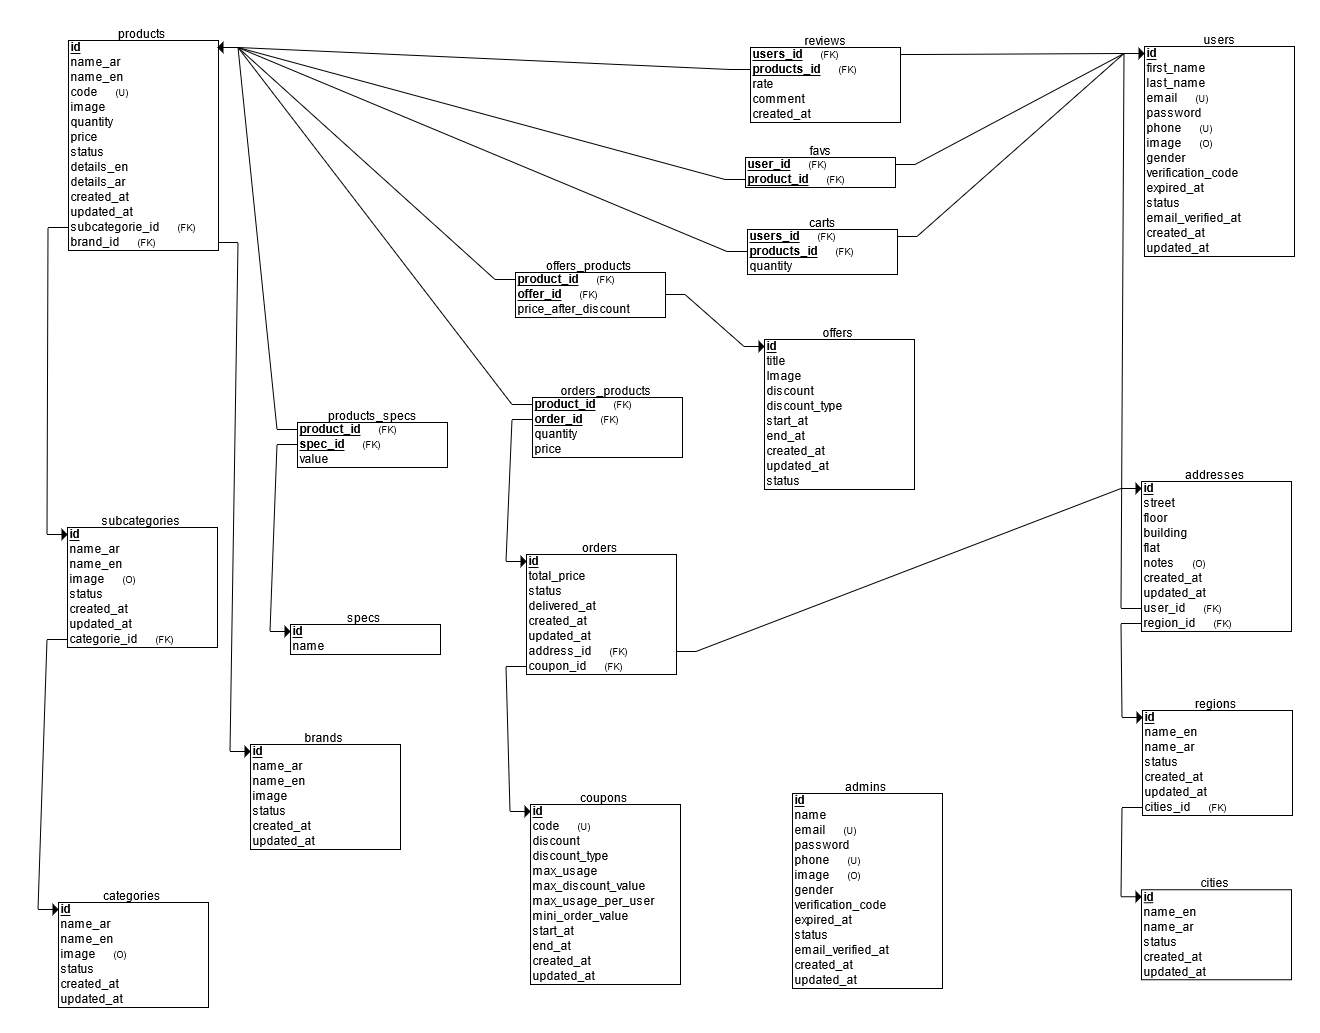 products
id
name_ar
name_en
code (U)
image
quantity
price
status
details_en
details_ar
created_at
updated_at
subcategorie_id (FK)
brand_id (FK)
reviews
users_id (FK)
products_id (FK)
rate
comment
created_at
users
id
first_name
last_name
email (U)
password
phone (U)
image (O)
gender
verification_code
expired_at
status
email_verified_at
created_at
updated_at
favs
user_id (FK)
product_id (FK)
carts
users_id (FK)
products_id (FK)
quantity
offers_products
product_id (FK)
offer_id (FK)
price_after_discount
offers
id
title
Image
discount
discount_type
start_at
end_at
created_at
updated_at
status
orders_products
product_id (FK)
order_id (FK)
quantity
price
products_specs
product_id (FK)
spec_id (FK)
value
addresses
id
street
floor
building
flat
notes (O)
created_at
updated_at
user_id (FK)
region_id (FK)
subcategories
id
name_ar
name_en
image (O)
status
created_at
updated_at
categorie_id (FK)
orders
id
total_price
status
delivered_at
created_at
updated_at
address_id (FK)
coupon_id (FK)
specs
id
name
regions
id
name_en
name_ar
status
created_at
updated_at
cities_id (FK)
brands
id
name_ar
name_en
image
status
created_at
updated_at
coupons
id
code (U)
discount
discount_type
max_usage
max_discount_value
max_usage_per_user
mini_order_value
start_at
end_at
created_at
updated_at
admins
id
name
email (U)
password
phone (U)
image (O)
gender
verification_code
expired_at
status
email_verified_at
created_at
updated_at
cities
id
name_en
name_ar
status
created_at
updated_at
categories
id
name_ar
name_en
image (O)
status
created_at
updated_at